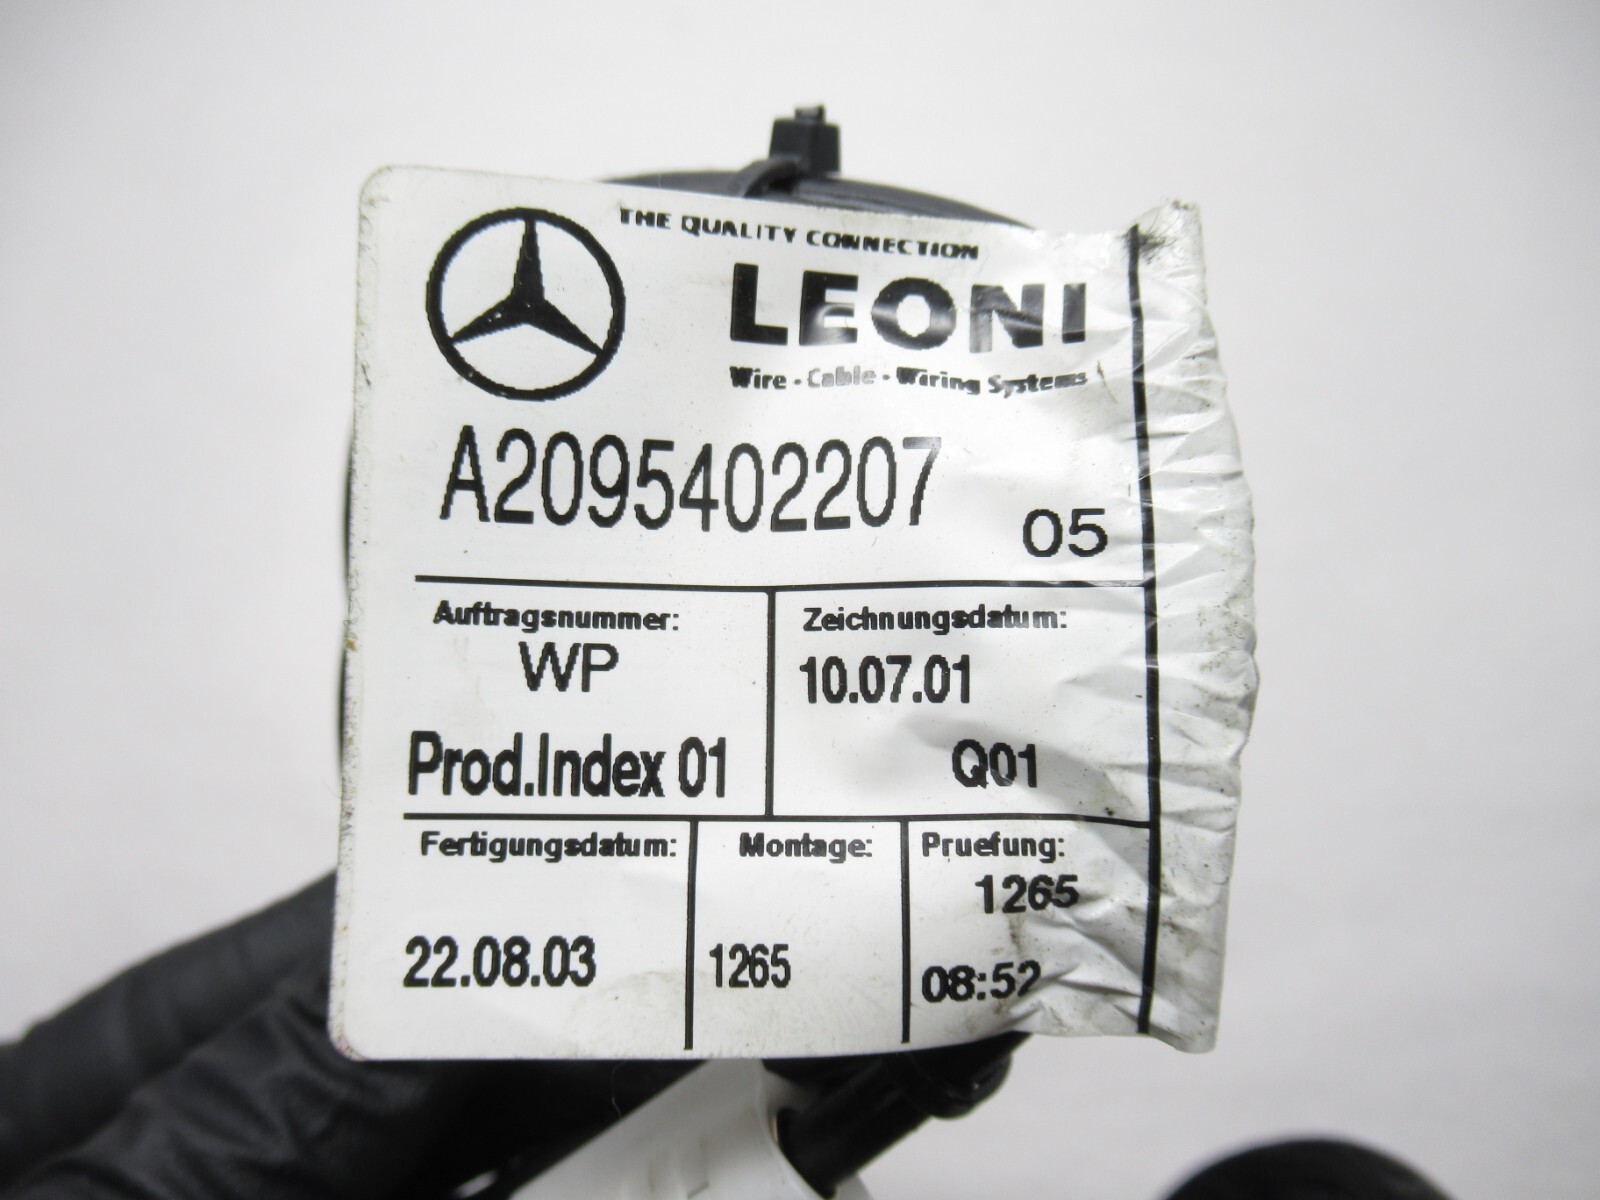 THE QUALITY CONNECTION
LEONI
Wire - Cable - Wiring Systems
A2095402207
05
Auftragsnummer:
WP
Prod.Index 01
Zeichnungsdatum:
10.07.01
Q01
Fertigungsdatum:
22.08.03
Montage:
1265
Pruefung:
1265
08:52